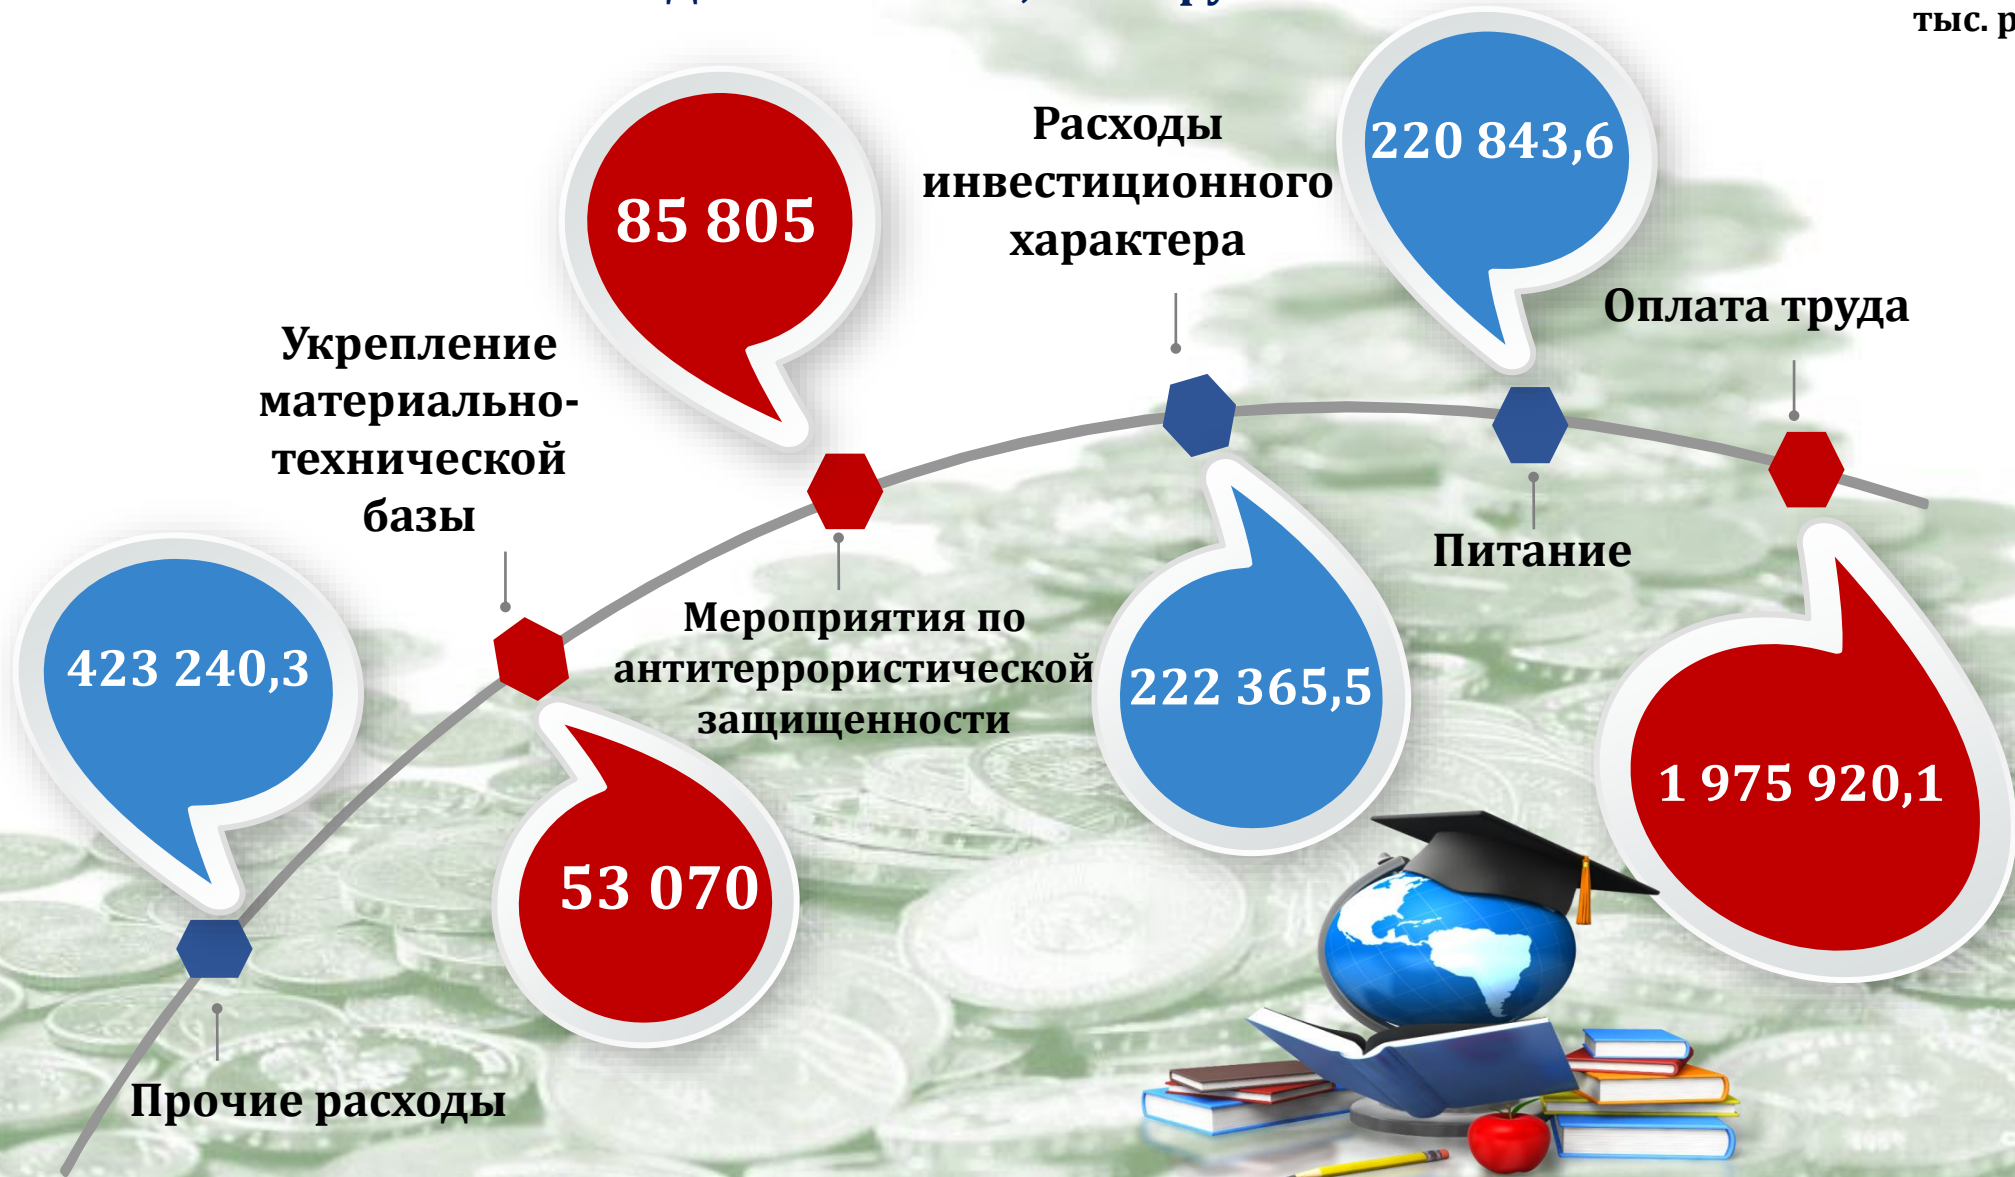 тыс. р
Расходы
инвестиционного
характера
220 843,6
85 805
Оплата труда
Укрепление
материально-
технической
базы
Питание
Мероприятия по
антитеррористической
защищенности
423 240,3
222 365,5
1 975 920,1
53 070
Прочие расходы